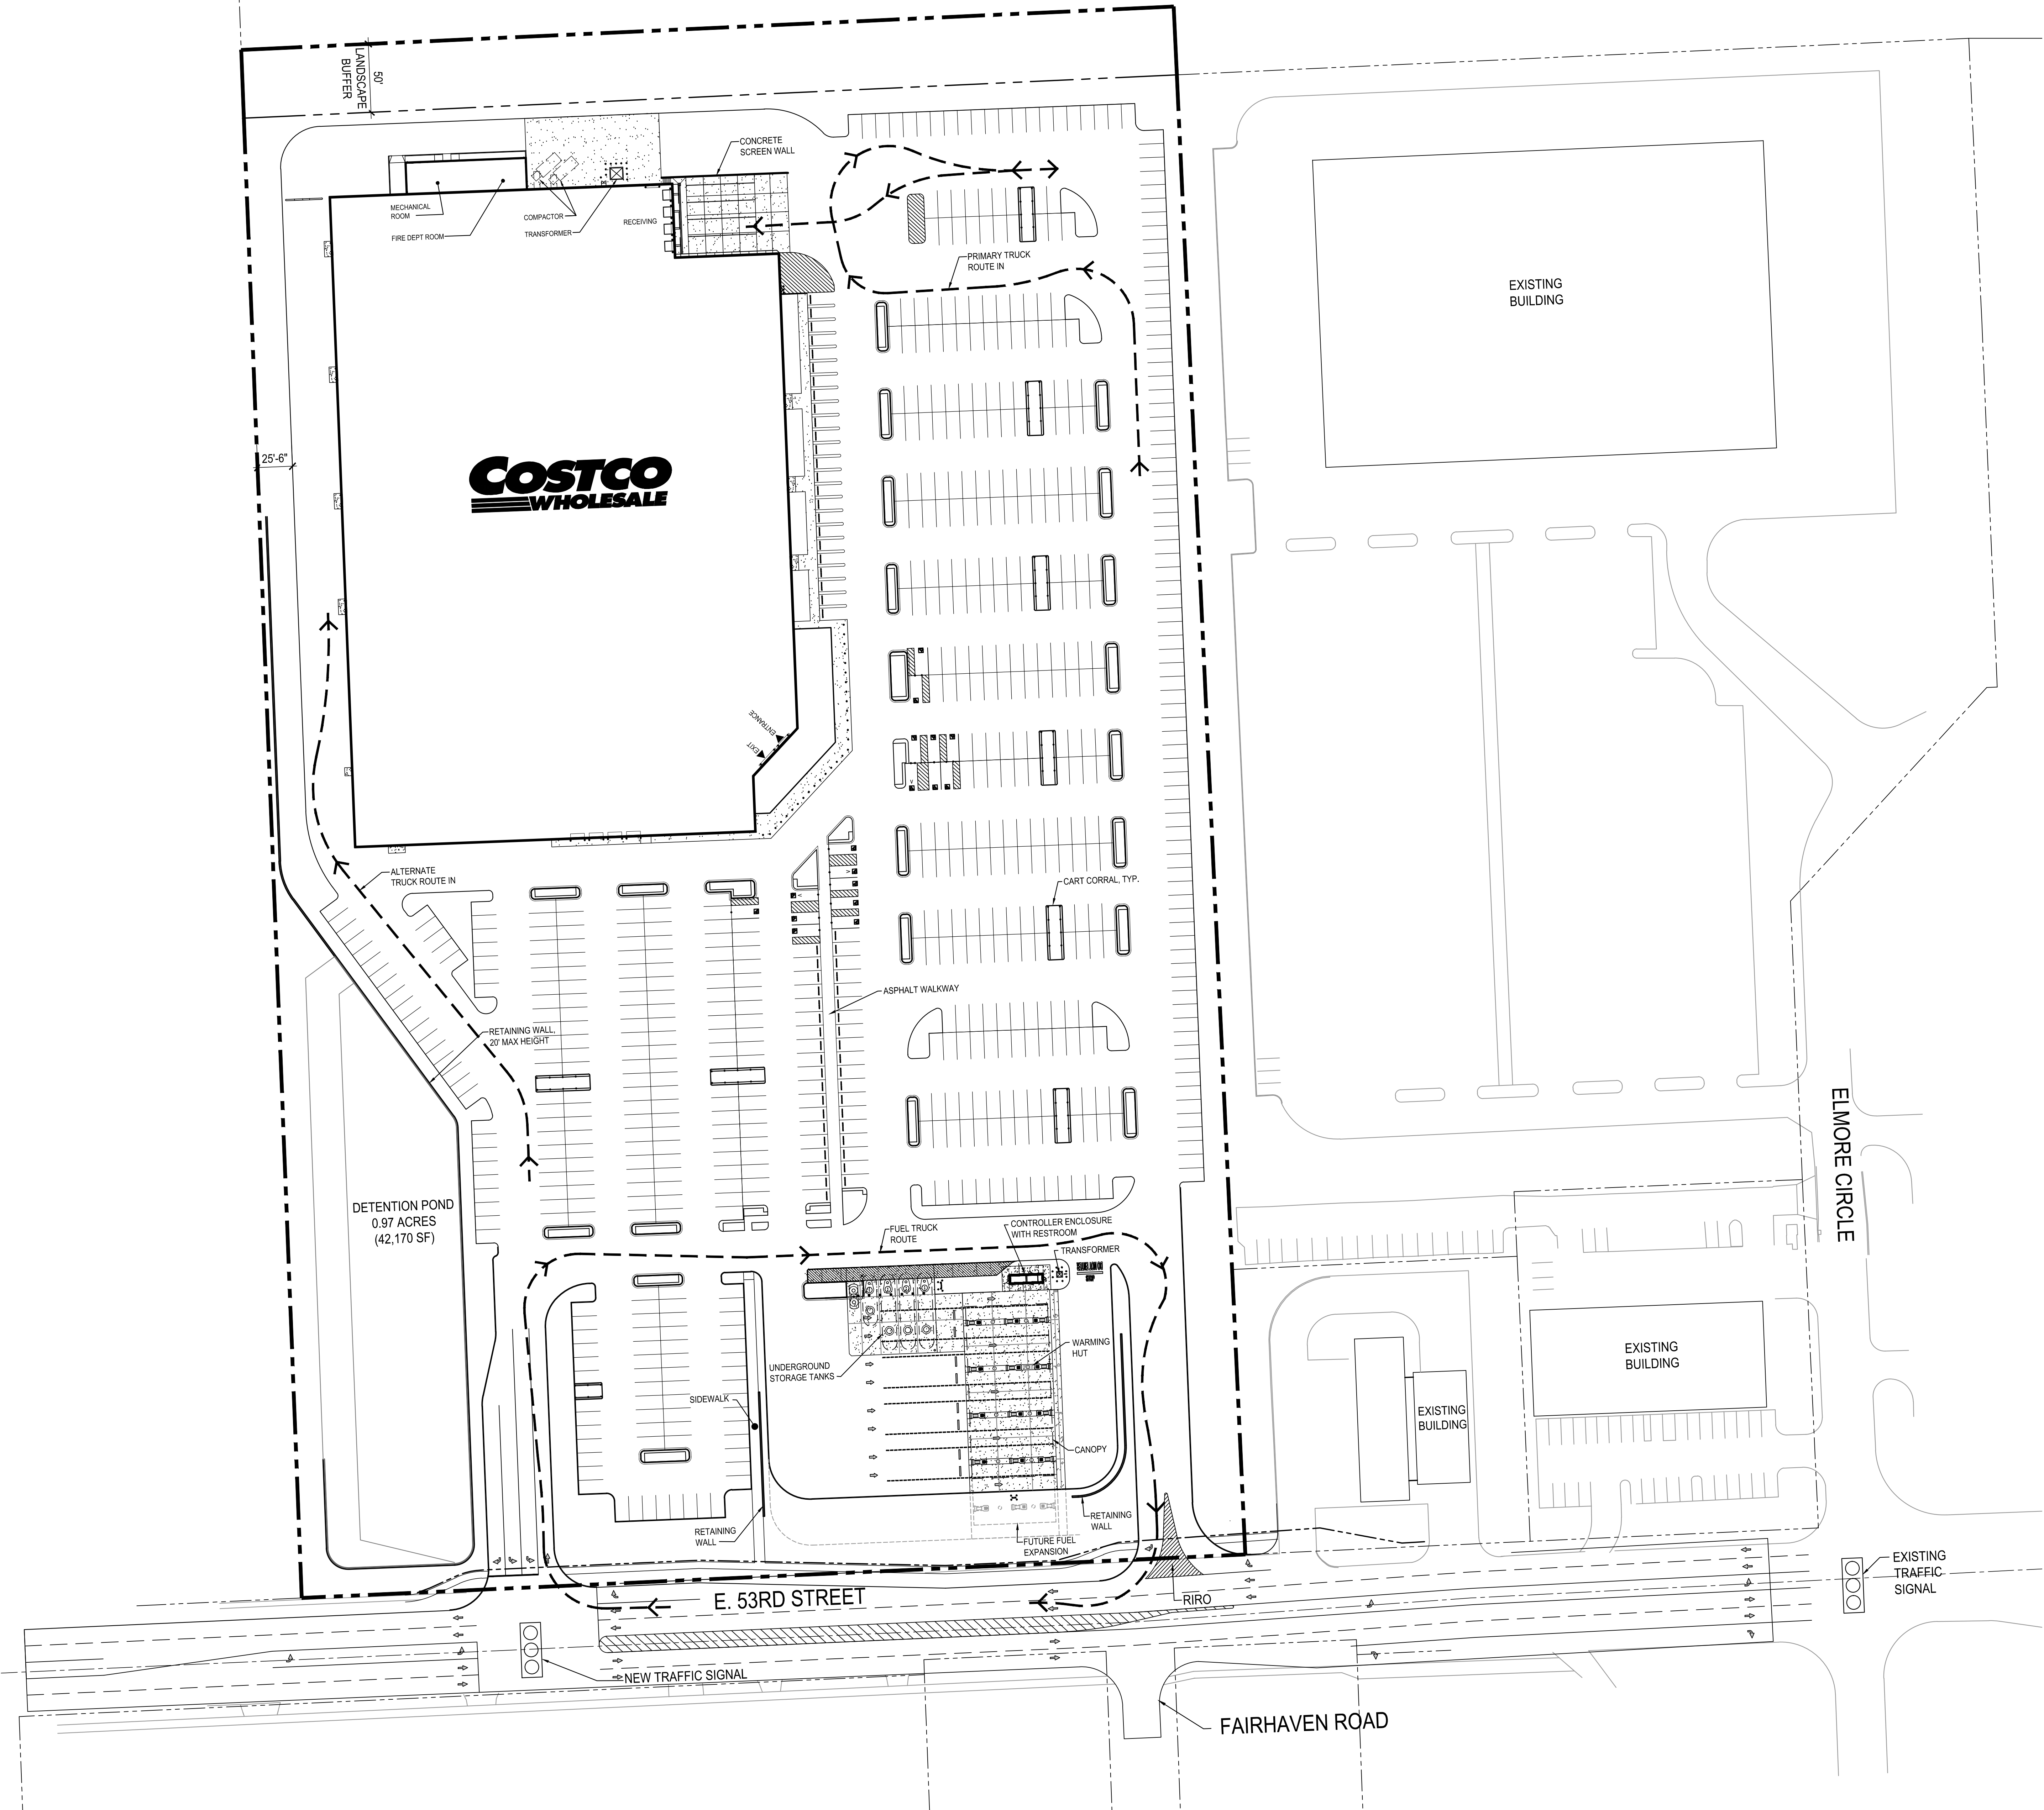 50'
LANDSCAPE
BUFFER
CONCRETE
SCREEN WALL
MECHANICAL
ROOM
FIRE DEPT ROOM
COMPACTOR
TRANSFORMER
RECEIVING
PRIMARY TRUCK
ROUTE IN
EXISTING
BUILDING
25'-6"
COSTCO
WHOLESALE
ENTRANCE
EXIT
ALTERNATE
TRUCK ROUTE IN
CART CORRAL, TYP.
ASPHALT WALKWAY
RETAINING WALL,
20' MAX HEIGHT
ELMORE CIRCLE
DETENTION POND
0.97 ACRES
(42,170 SF)
FUEL TRUCK
ROUTE
CONTROLLER ENCLOSURE
WITH RESTROOM
TRANSFORMER
WARMING
HUT
UNDERGROUND
STORAGE TANKS
SIDEWALK
CANOPY
EXISTING
BUILDING
EXISTING
BUILDING
RETAINING
WALL
RETAINING
WALL
FUTURE FUEL
EXPANSION
E. 53RD STREET
RIRO
EXISTING
TRAFFIC
SIGNAL
NEW TRAFFIC SIGNAL
FAIRHAVEN ROAD